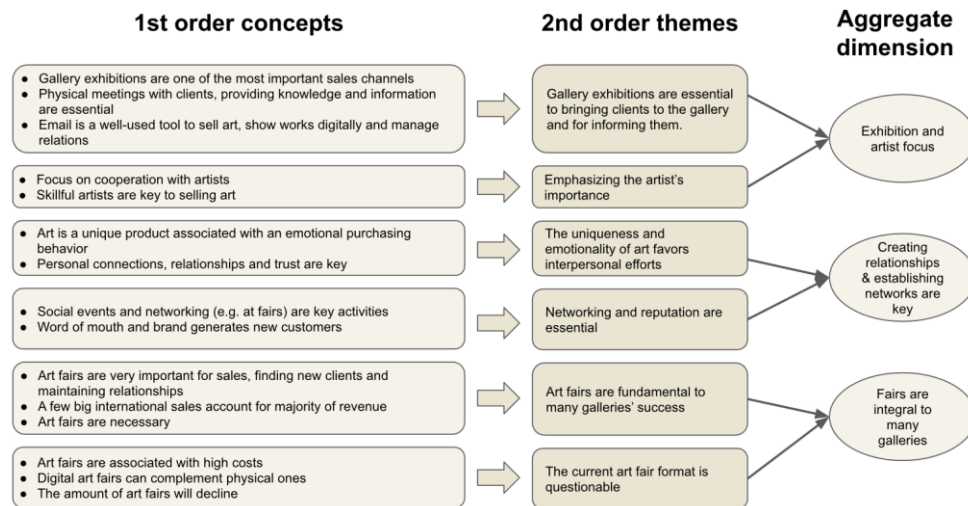 1st order concepts
2nd order themes
Aggregate
dimension
● Gallery exhibitions are one of the most important sales channels
● Physical meetings with clients, providing knowledge and information
are essential
● Email is a well-used tool to sell art, show works digitally and manage
relations
Gallery exhibitions are essential
to bringing clients to the gallery
and for informing them.
Exhibition and
artist focus
● Focus on cooperation with artists
● Skillful artists are key to selling art
Emphasizing the artist's
importance
● Art is a unique product associated with an emotional purchasing
behavior
● Personal connections, relationships and trust are key
The uniqueness and
emotionality of art favors
interpersonal efforts
Creating
relationships
& establishing
networks are
key
● Social events and networking (e.g. at fairs) are key activities
● Word of mouth and brand generates new customers
Networking and reputation are
essential
● Art fairs are very important for sales, finding new clients and
maintaining relationships
● A few big international sales account for majority of revenue
● Art fairs are necessary
Art fairs are fundamental to
many galleries' success
Fairs are
integral to
many
galleries
● Art fairs are associated with high costs
● Digital art fairs can complement physical ones
● The amount of art fairs will decline
The current art fair format is
questionable